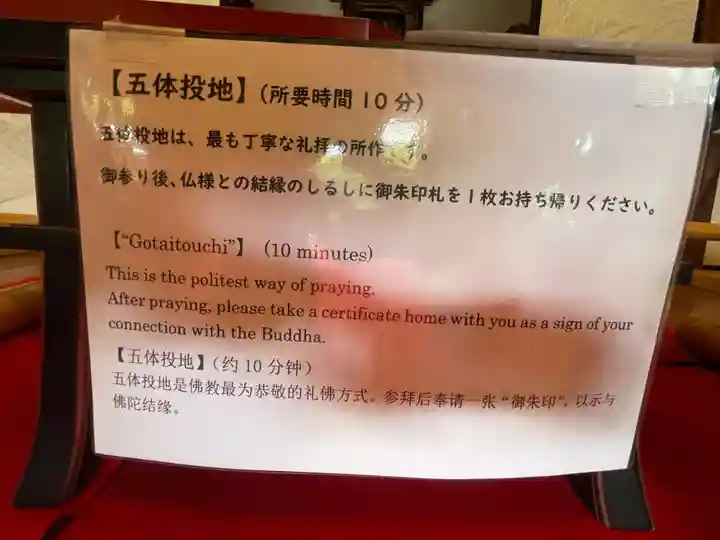 【五体投地】（所要時間１０分）
五体投地は、最も丁寧な礼拝の所作です。
御参り後、仏様との結縁のしるしに御朱印札を１枚お持ち帰りください。
【“Gotaitouchi”】 (10 minutes)
This is the politest way of praying.
After praying, please take a certificate home with you as a sign of your
connection with the Buddha.
【五体投地】（约 10 分钟）
五体投地是佛教最为恭敬的礼佛方式。参拜后奉请一张“御朱印”，以示与
佛陀结缘。